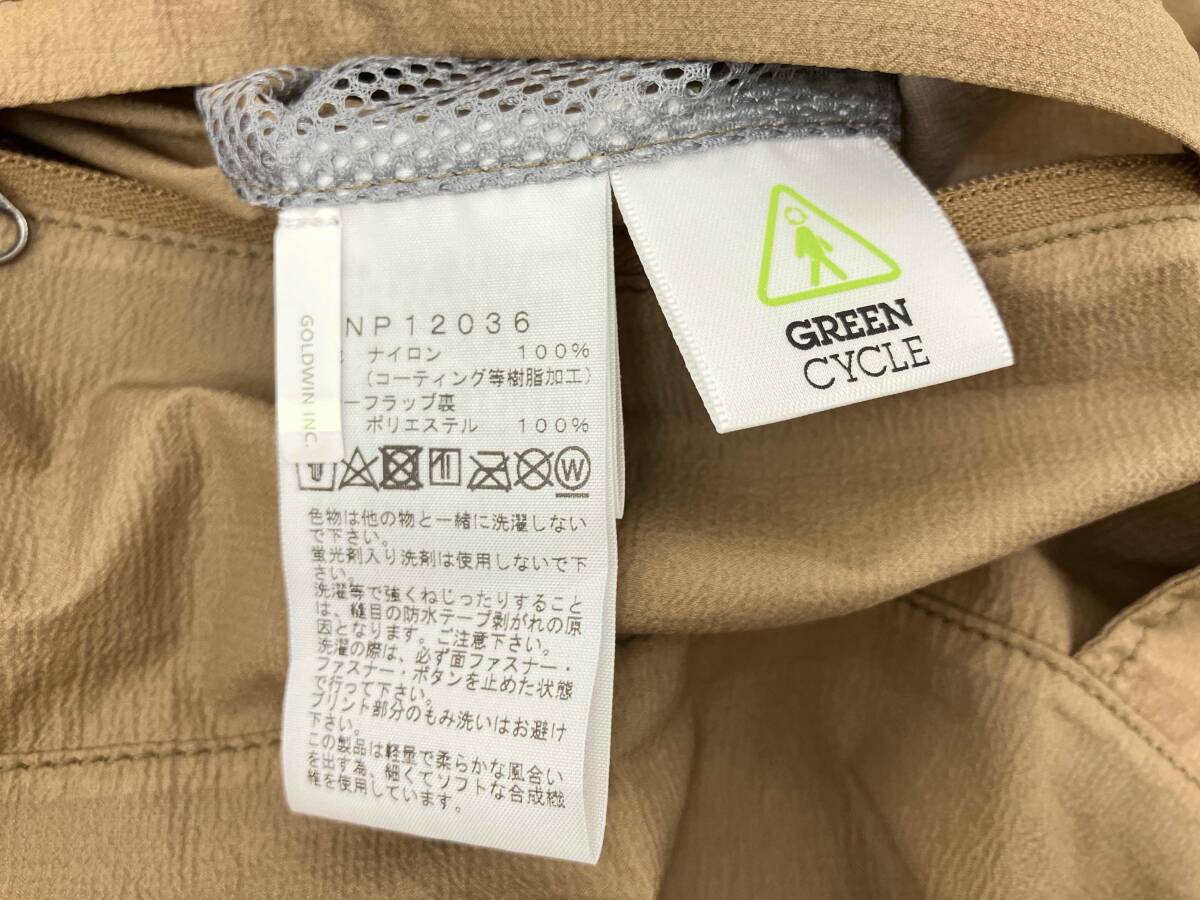 NP12036
ナイロン 100%
(コーティング等樹脂加工)
ーフラップ裏
ポリエステル 100%
W
色物は他の物と一緒に洗濯しない
で下さい。
蛍光剤入り洗剤は使用しないで下
さい。
洗濯等で強くねじったりすること
は、縫目の防水テープ剥がれの原
因となります。ご注意下さい。
洗濯の際は、必ず面ファスナー・
ファスナー・ボタンを止めた状態
で行って下さい。
プリント部分のもみ洗いはお避け
下さい。
この製品は軽量で柔らかな風合い
を出す為、細くてソフトな合成繊
維を使用しています。
GOLDWIN INC.
GREEN
CYCLE